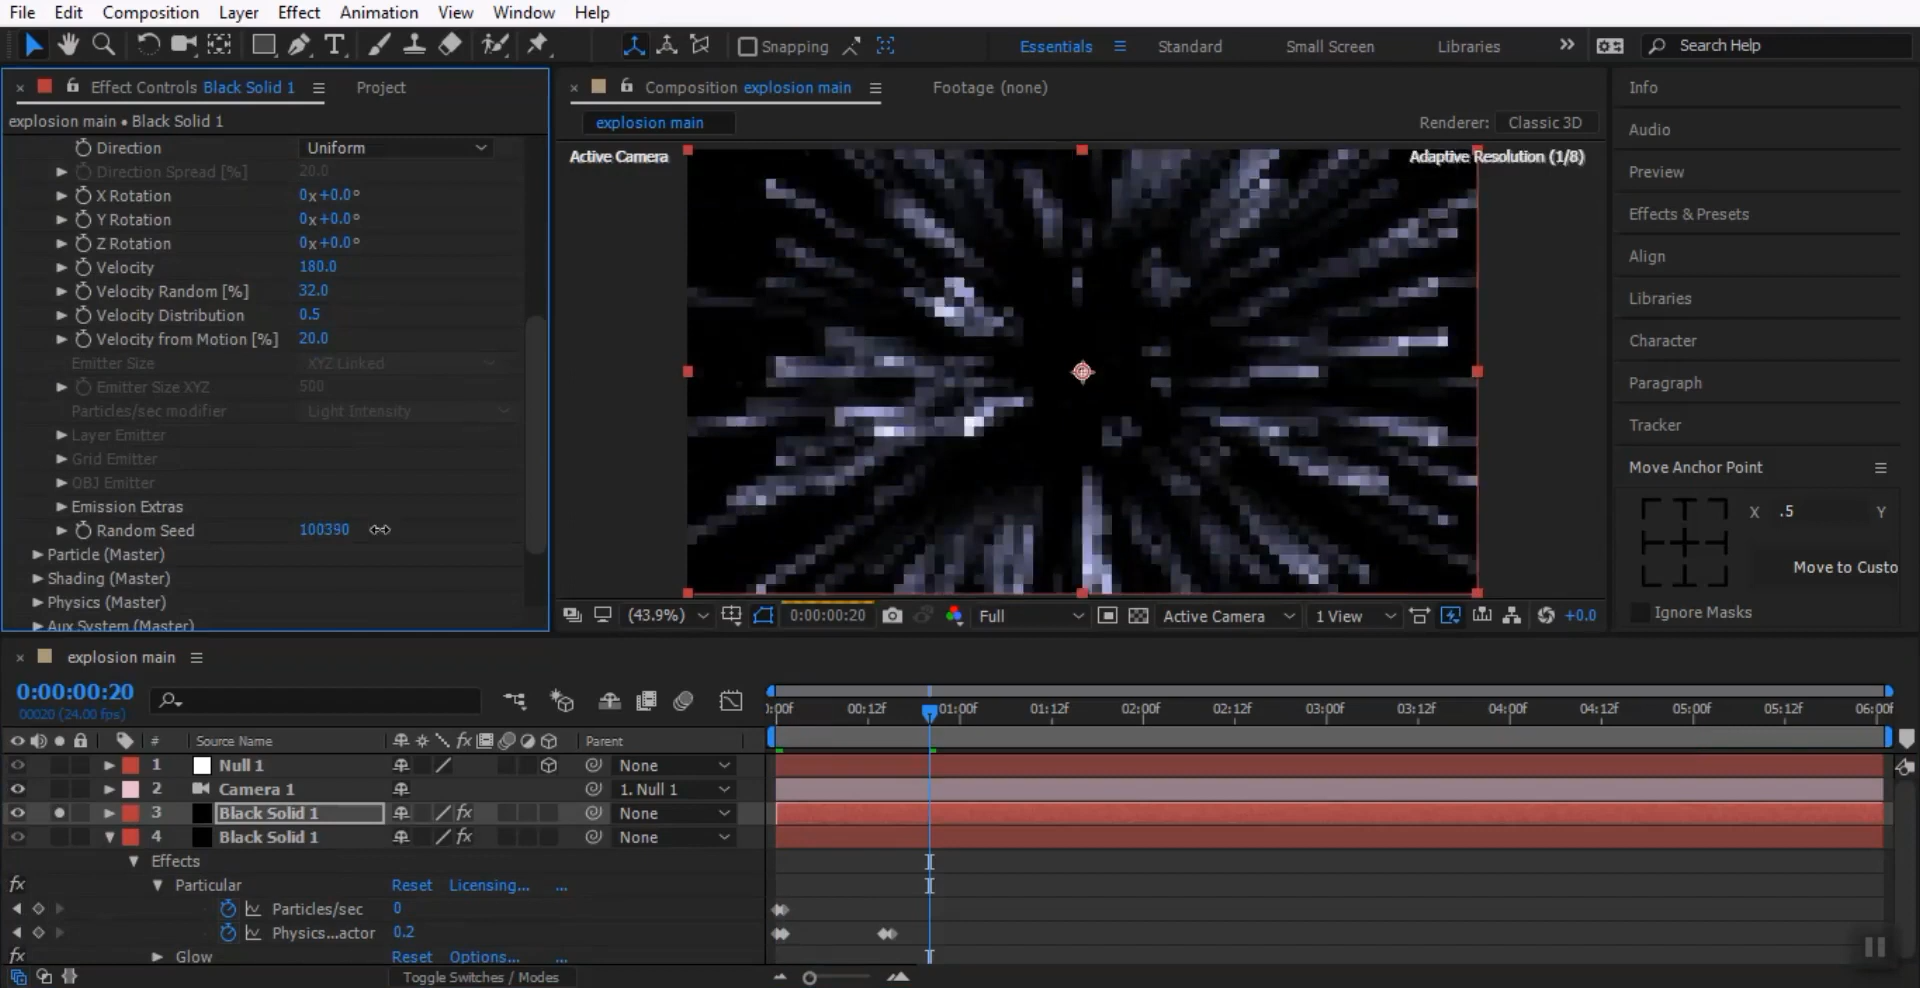 File Edit Composition Layer Effect Animation View Window Help
Snapping Essentials Standard Small Screen Libraries Search Help
Effect Controls Black Solid 1 Project
explosion main • Black Solid 1
Direction Uniform
Direction Spread [%] 20.0
X Rotation 0x+0.0°
Y Rotation 0x+0.0°
Z Rotation 0x+0.0°
Velocity 180.0
Velocity Random [%] 32.0
Velocity Distribution 0.5
Velocity from Motion [%] 20.0
Emitter Size XYZ Linked
Emitter Size XYZ 500
Particles/sec modifier Light Intensity
Layer Emitter
Grid Emitter
OBJ Emitter
Emission Extras
Random Seed 100390
Particle (Master)
Shading (Master)
Physics (Master)
Aux System (Master)
Composition explosion main Footage (none)
explosion main Renderer: Classic 3D
Active Camera Adaptive Resolution (1/8)
(43.9%) 0:00:00:20 Full Active Camera 1 View +0.0
Info
Audio
Preview
Effects & Presets
Align
Libraries
Character
Paragraph
Tracker
Move Anchor Point
X .5 Y
Move to Custo
Ignore Masks
explosion main
0:00:00:20
00020 (24.00 fps)
):00f 00:12f 01:00f 01:12f 02:00f 02:12f 03:00f 03:12f 04:00f 04:12f 05:00f 05:12f 06:00f
# Source Name fx Parent
1 Null 1 None
2 Camera 1 1. Null 1
3 Black Solid 1 fx None
4 Black Solid 1 fx None
Effects
fx Particular Reset Licensing... ...
Particles/sec 0
Physics...actor 0.2
fx Glow Reset Options... ...
Toggle Switches / Modes